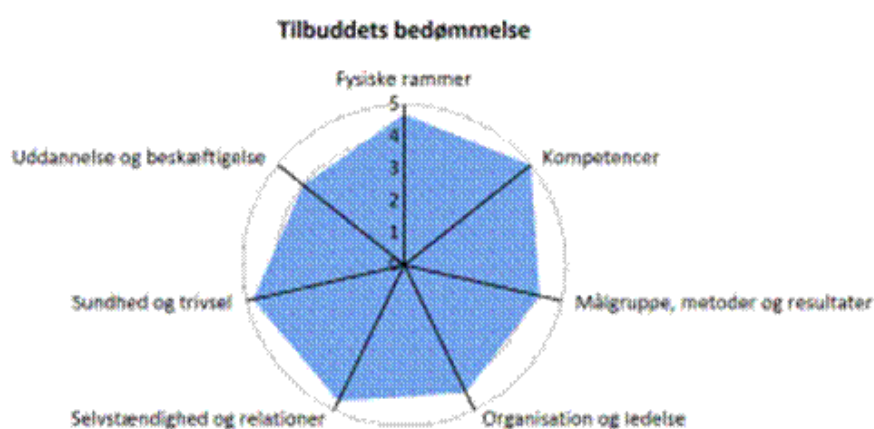 Tilbuddets bedømmelse
Fysiske rammer
5
4
3
2
1
0
Uddannelse og beskæftigelse
Kompetencer
Sundhed og trivsel
Målgruppe, metoder og resultater
Selvstændighed og relationer
Organisation og ledelse